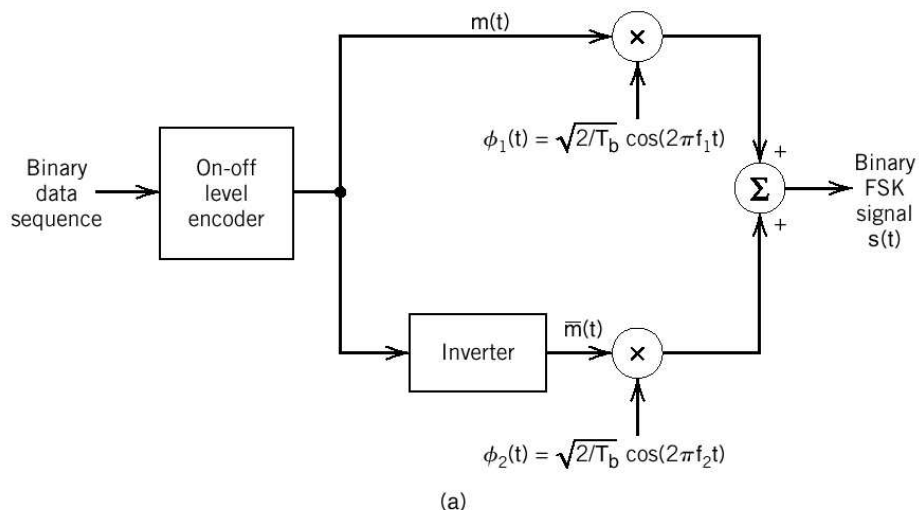 m(t)
×
ϕ₁(t) = √2/T_b cos(2πf₁t)
Binary
data
sequence
On-off
level
encoder
+
Σ
+
Binary
FSK
signal
s(t)
Inverter
m̅(t)
×
ϕ₂(t) = √2/T_b cos(2πf₂t)
(a)